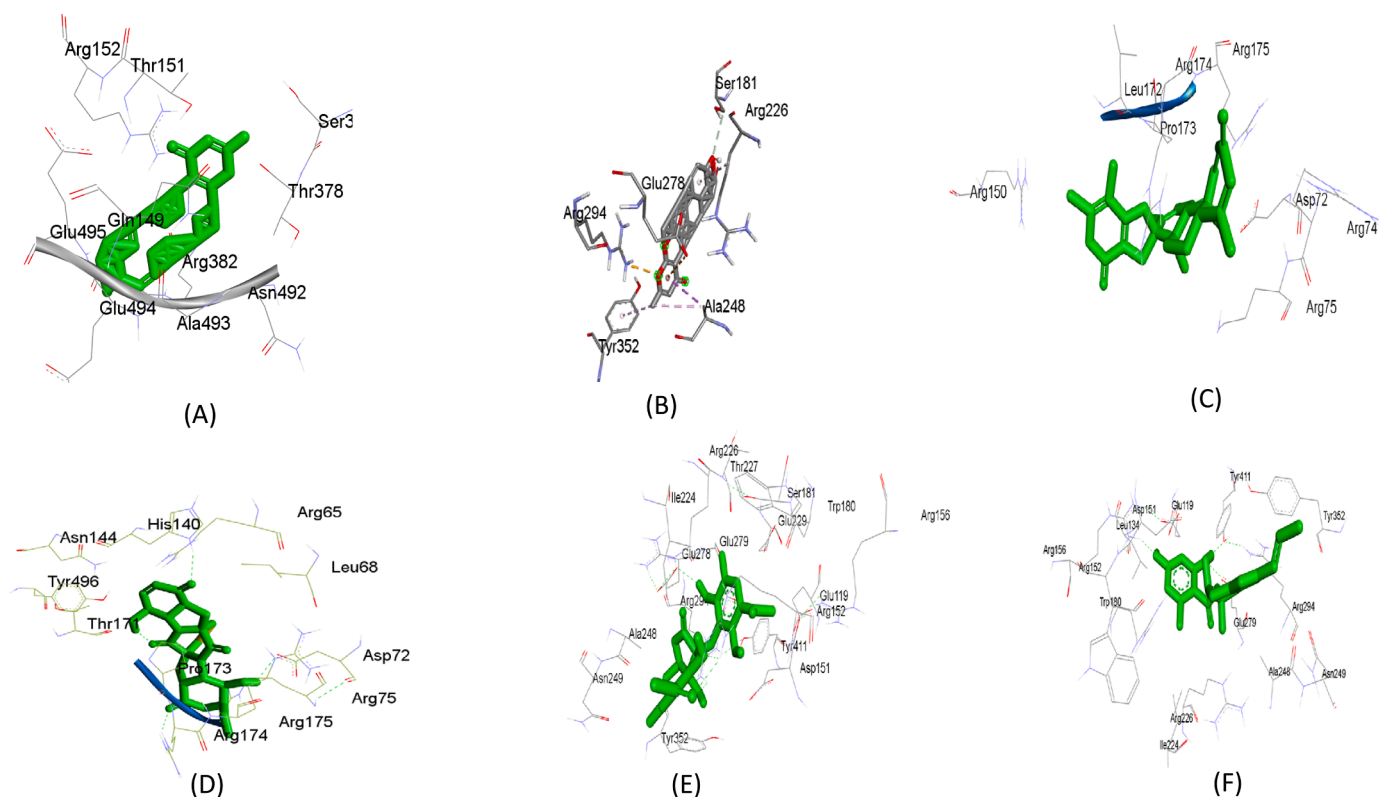 Arg152
Thr151
Ser3
Thr378
Gln149
Glu495
Arg382
Asn492
Glu494
Ala493
(A)
Ser181
Arg226
Glu278
Arg294
Ala248
Tyr352
(B)
Arg175
Arg174
Leu172
Pro173
Arg150
Asp72
Arg74
Arg75
(C)
Arg65
His140
Asn144
Leu68
Tyr496
Thr171
Pro173
Asp72
Arg75
Arg175
Arg174
(D)
Arg226
Thr227
Ile224
Ser181
Trp180
Glu229
Arg156
Glu278
Glu279
Glu119
Arg294
Arg152
Ala248
Tyr411
Asp151
Asn249
Tyr352
(E)
Tyr411
Asp151
Glu119
Leu134
Tyr352
Arg156
Arg152
Trp180
Arg294
Glu279
Ala248
Asn249
Arg226
Ile224
(F)